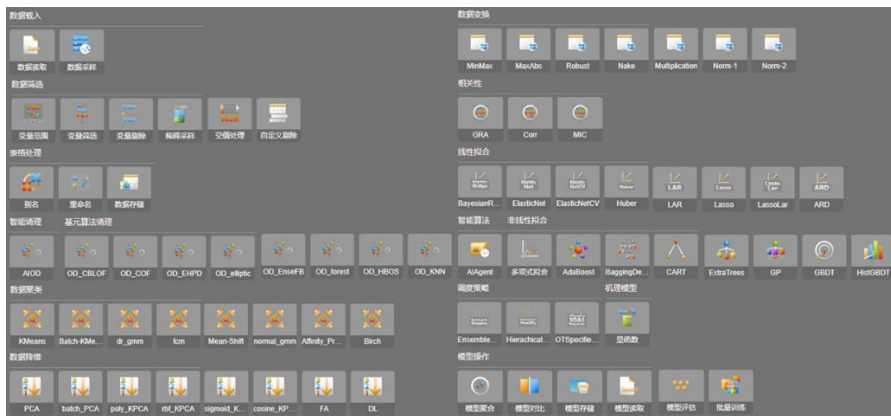 数据载入
数据读取 数据采样
数据筛选
变量范围 变量筛选 变量剔除 稀释采样 空值处理 自定义剔除
表格处理
别名 重命名 数据存储
智能清理 基元算法清理
AIOD OD_CBLOF OD_COF OD_EHPD OD_elliptic OD_EnseFB OD_forest OD_HBOS OD_KNN
数据聚类
KMeans Batch-KMe... dr_gmm fcm Mean-Shift normal_gmm Affinity_Pr... Birch
数据降维
PCA batch_PCA poly_KPCA rbf_KPCA sigmoid_K... cosine_KP... FA DL
数据变换
MinMax MaxAbs Robust Nake Multiplication Norm-1 Norm-2
相关性
GRA Corr MIC
线性拟合
BayesianR... ElasticNet ElasticNetCV Huber LAR Lasso LassoLar ARD
智能算法 非线性拟合
AIAgent 多项式拟合 AdaBoost BaggingDe... CART ExtraTrees GP GBDT HistGBDT
调度策略 机理模型
Ensemble... Hierachical... OTSpecifie... 显函数
模型操作
模型聚合 模型对比 模型存储 模型读取 模型评估 批量训练